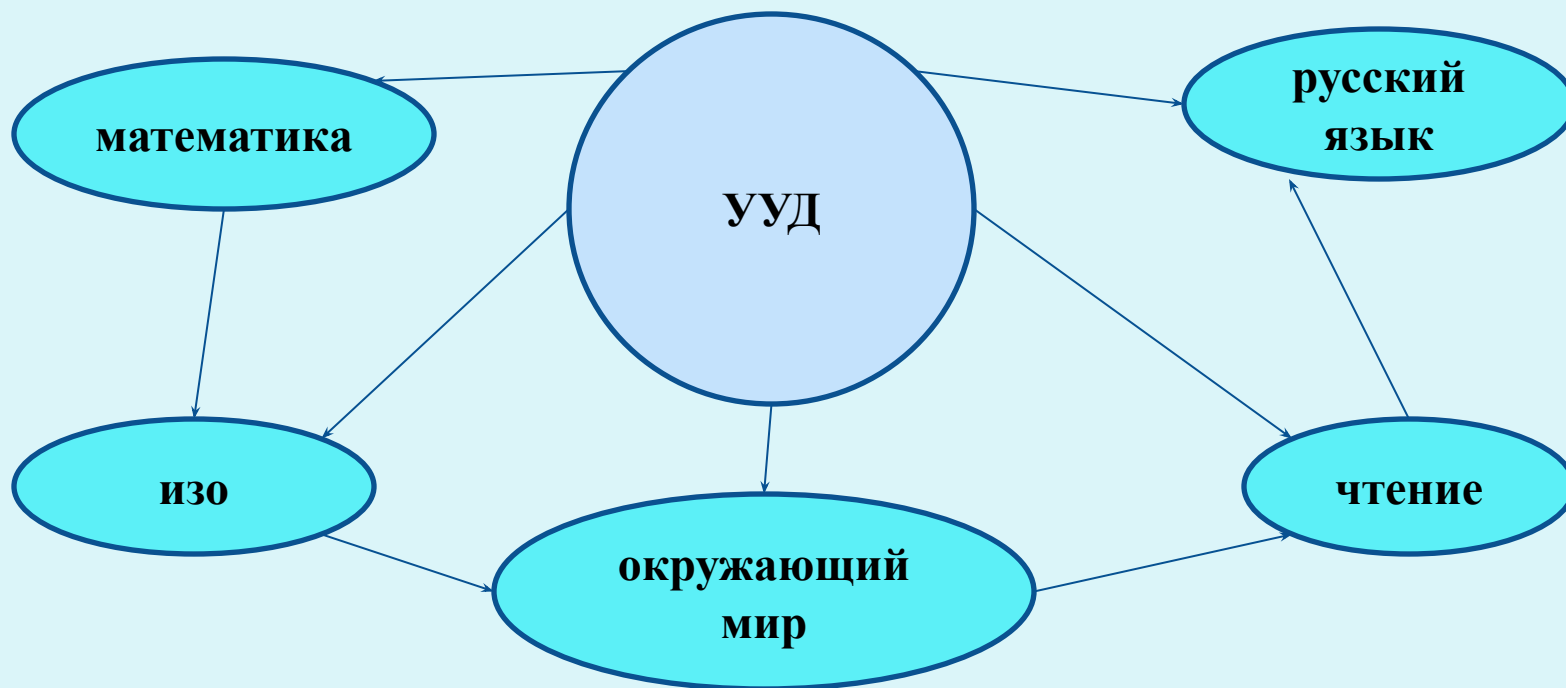 математика
УУД
русский
язык
изо
окружающий
мир
чтение